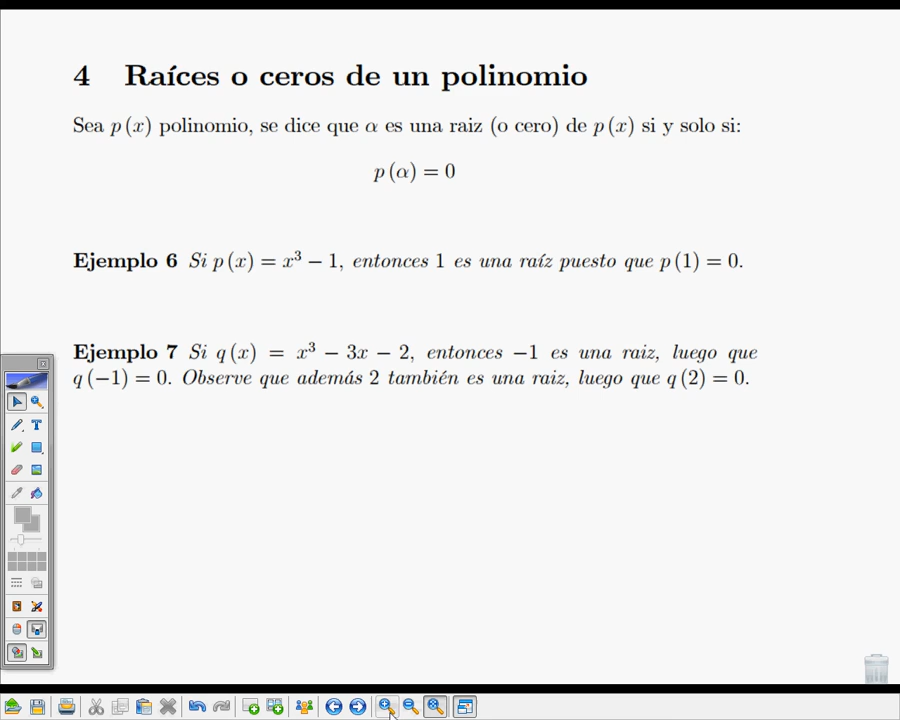 4 Raíces o ceros de un polinomio
Sea p (x) polinomio, se dice que α es una raiz (o cero) de p (x) si y solo si:
p (α) = 0
Ejemplo 6 Si p (x) = x³ − 1, entonces 1 es una raíz puesto que p (1) = 0.
Ejemplo 7 Si q (x) = x³ − 3x − 2, entonces −1 es una raiz, luego que
q (−1) = 0. Observe que además 2 también es una raiz, luego que q (2) = 0.